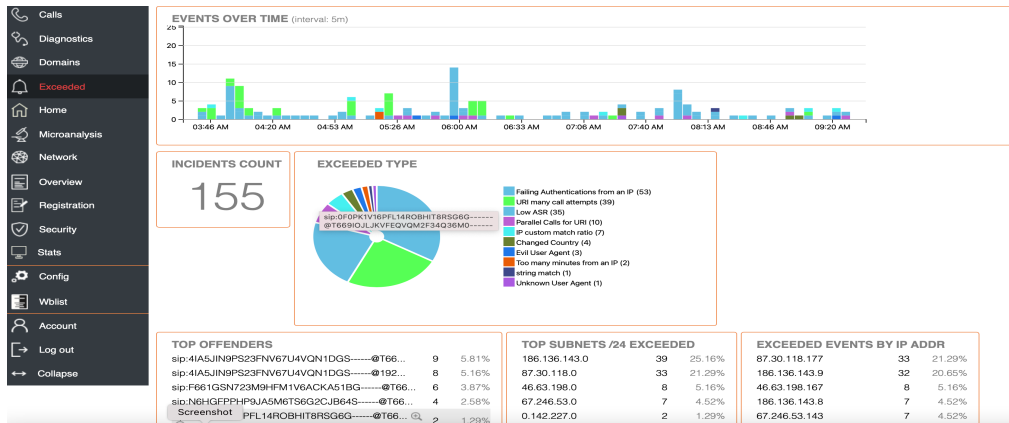 Calls
Diagnostics
Domains
Exceeded
Home
Microanalysis
Network
Overview
Registration
Security
Stats
Config
Wblist
Account
Log out
Collapse
EVENTS OVER TIME (interval: 5m)
25
20
15
10
5
0
03:46 AM 04:20 AM 04:53 AM 05:26 AM 06:00 AM 06:33 AM 07:06 AM 07:40 AM 08:13 AM 08:46 AM 09:20 AM
INCIDENTS COUNT
155
EXCEEDED TYPE
sip:0F0PK1V16PFL14ROBHIT8RSG6G------
@T669IOJLJKVFEQVQM2F34Q36M0------
Failing Authentications from an IP (53)
URI many call attempts (39)
Low ASR (35)
Parallel Calls for URI (10)
IP custom match ratio (7)
Changed Country (4)
Evil User Agent (3)
Too many minutes from an IP (2)
string match (1)
Unknown User Agent (1)
TOP OFFENDERS
sip:4IA5JIN9PS23FNV67U4VQN1DGS------@T66... 9 5.81%
sip:4IA5JIN9PS23FNV67U4VQN1DGS------@192... 8 5.16%
sip:F661GSN723M9HFM1V6ACKA51BG------@T66... 6 3.87%
sip:N6HGFPPHP9JA5M6TS6G2CJB64S------@T66... 4 2.58%
PFL14ROBHIT8RSG6G------@T66... 2 1.29%
Screenshot
TOP SUBNETS /24 EXCEEDED
186.136.143.0 39 25.16%
87.30.118.0 33 21.29%
46.63.198.0 8 5.16%
67.246.53.0 7 4.52%
0.142.227.0 2 1.29%
EXCEEDED EVENTS BY IP ADDR
87.30.118.177 33 21.29%
186.136.143.9 32 20.65%
46.63.198.167 8 5.16%
186.136.143.8 7 4.52%
67.246.53.143 7 4.52%